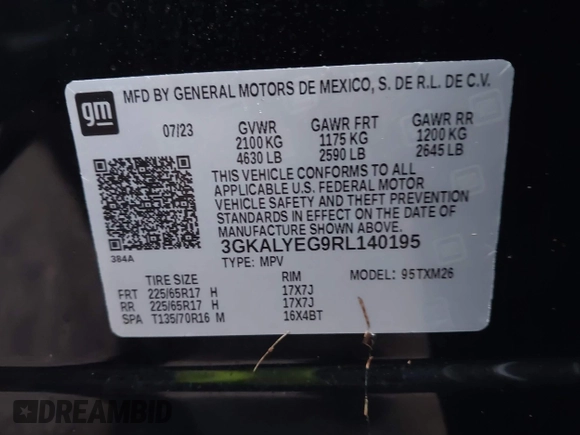 gm
MFD BY GENERAL MOTORS DE MEXICO, S. DE R.L. DE C.V.
07/23 GVWR GAWR FRT GAWR RR
2100 KG 1175 KG 1200 KG
4630 LB 2590 LB 2645 LB
THIS VEHICLE CONFORMS TO ALL
APPLICABLE U.S. FEDERAL MOTOR
VEHICLE SAFETY AND THEFT PREVENTION
STANDARDS IN EFFECT ON THE DATE OF
MANUFACTURE SHOWN ABOVE.
384A
3GKALYEG9RL140195
TYPE: MPV MODEL: 95TXM26
TIRE SIZE RIM
FRT 225/65R17 H 17X7J
RR 225/65R17 H 17X7J
SPA T135/70R16 M 16X4BT
DREAMBID